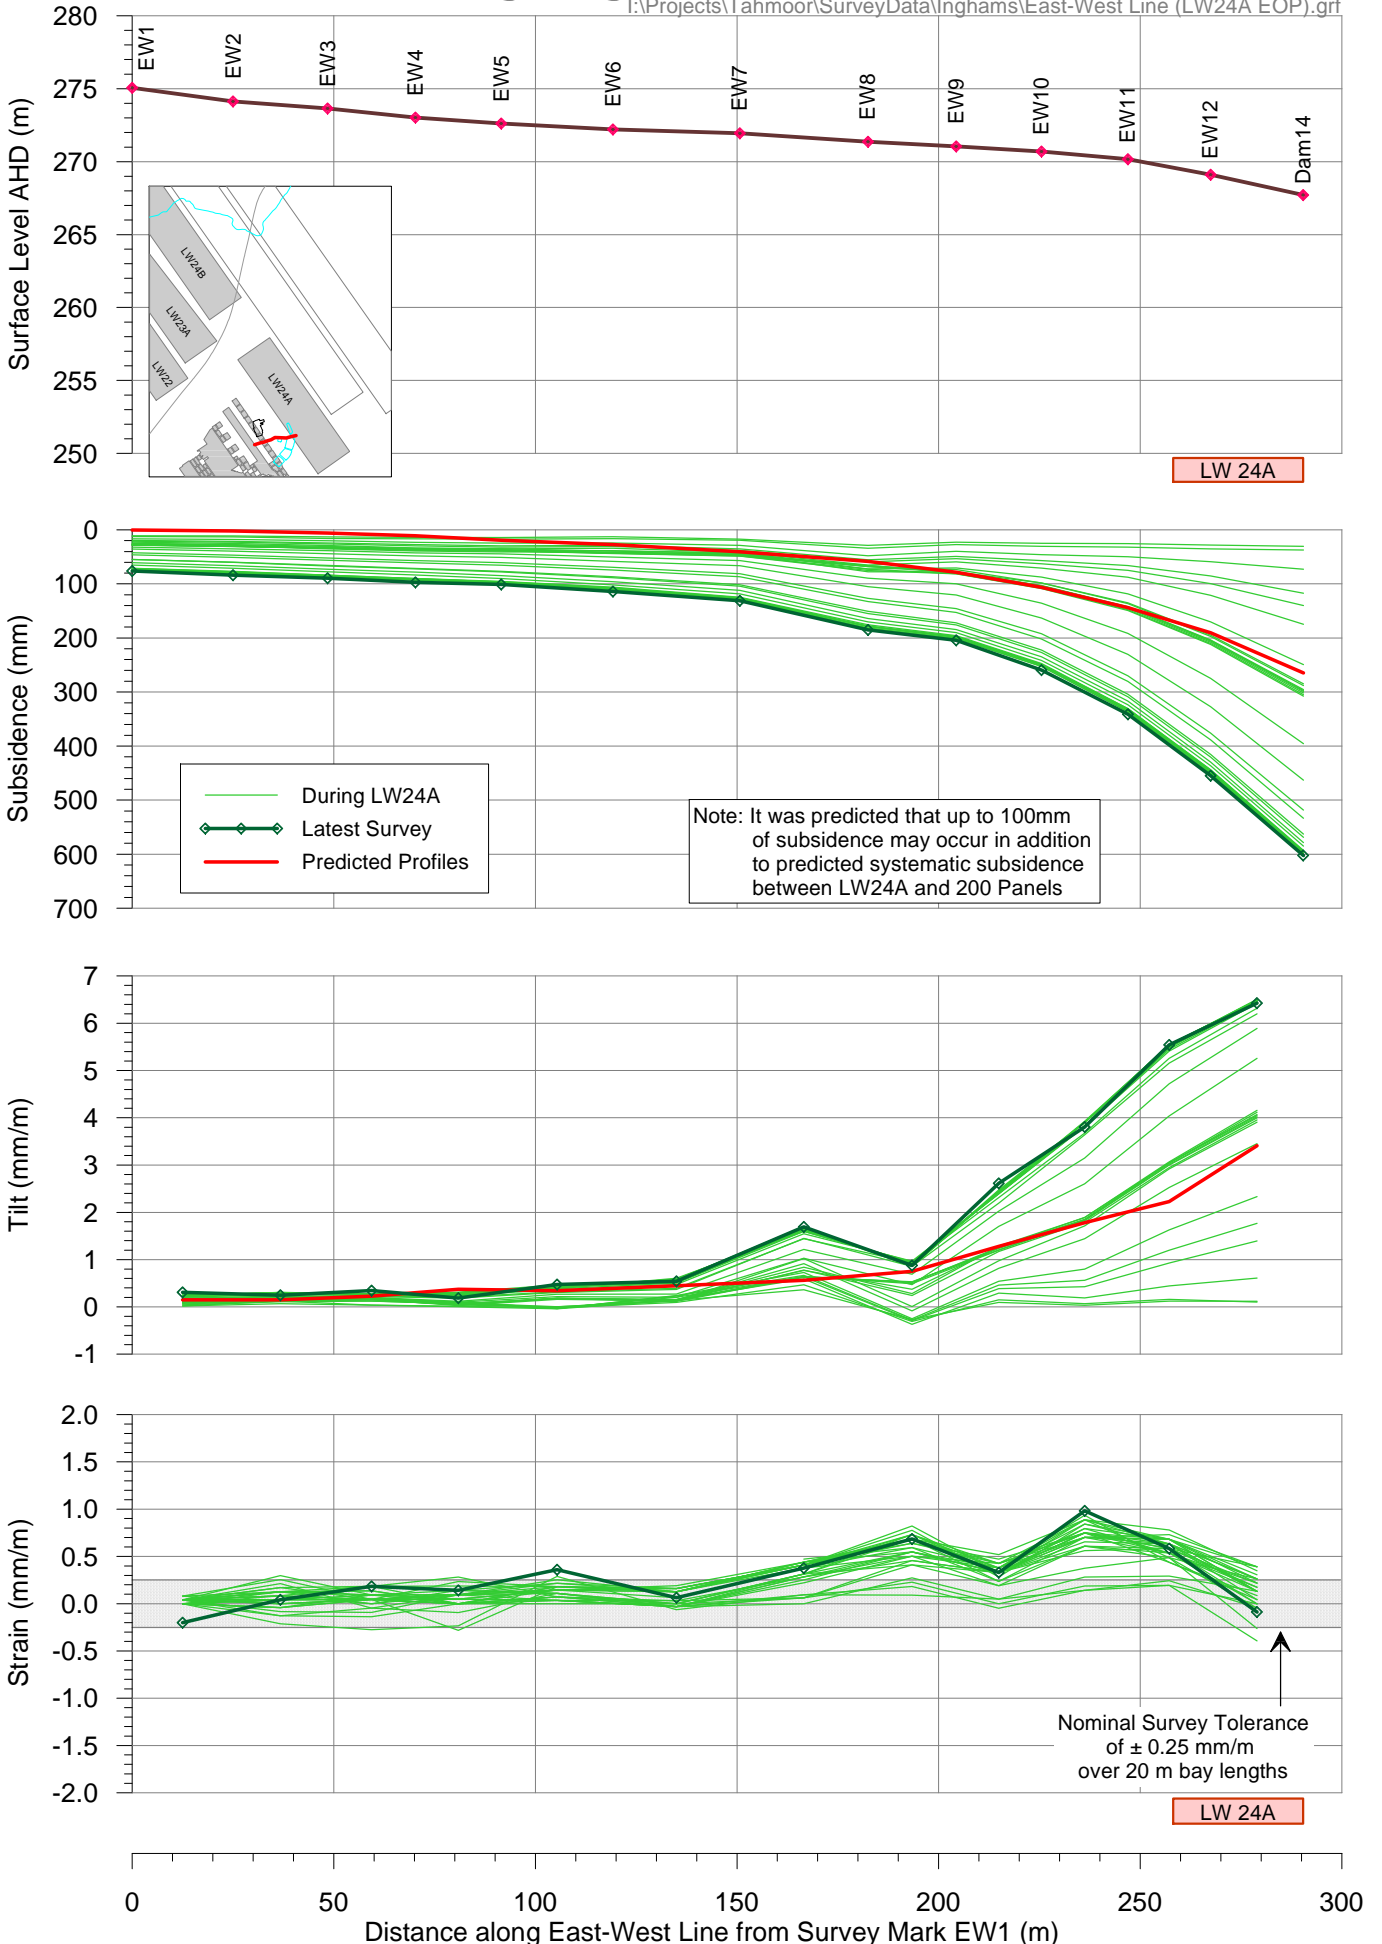 I:\Projects\Tahmoor\SurveyData\Inghams\East-West Line (LW24A EOP).grf
280
275
270
265
260
255
250
Surface Level AHD (m)
EW1
EW2
EW3
EW4
EW5
EW6
EW7
EW8
EW9
EW10
EW11
EW12
Dam14
LW24B
LW23A
LW22
LW24A
LW 24A
0
100
200
300
400
500
600
700
Subsidence (mm)
During LW24A
Latest Survey
Predicted Profiles
Note: It was predicted that up to 100mm
of subsidence may occur in addition
to predicted systematic subsidence
between LW24A and 200 Panels
7
6
5
4
3
2
1
0
-1
Tilt (mm/m)
2.0
1.5
1.0
0.5
0.0
-0.5
-1.0
-1.5
-2.0
Strain (mm/m)
Nominal Survey Tolerance
of ± 0.25 mm/m
over 20 m bay lengths
LW 24A
0 50 100 150 200 250 300
Distance along East-West Line from Survey Mark EW1 (m)